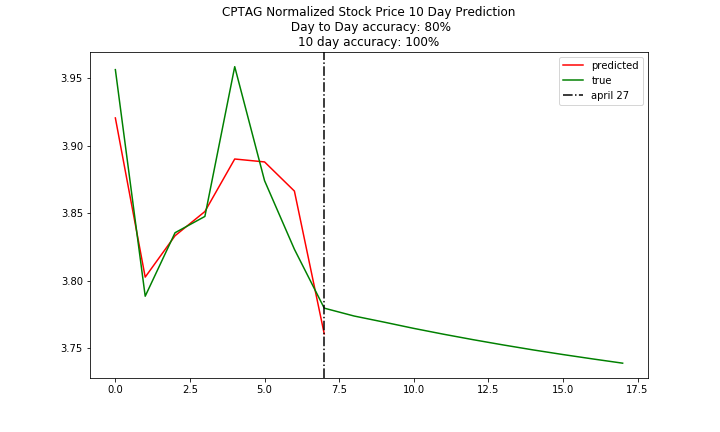 CPTAG Normalized Stock Price 10 Day Prediction
Day to Day accuracy: 80%
10 day accuracy: 100%
predicted
true
april 27
3.95
3.90
3.85
3.80
3.75
0.0 2.5 5.0 7.5 10.0 12.5 15.0 17.5